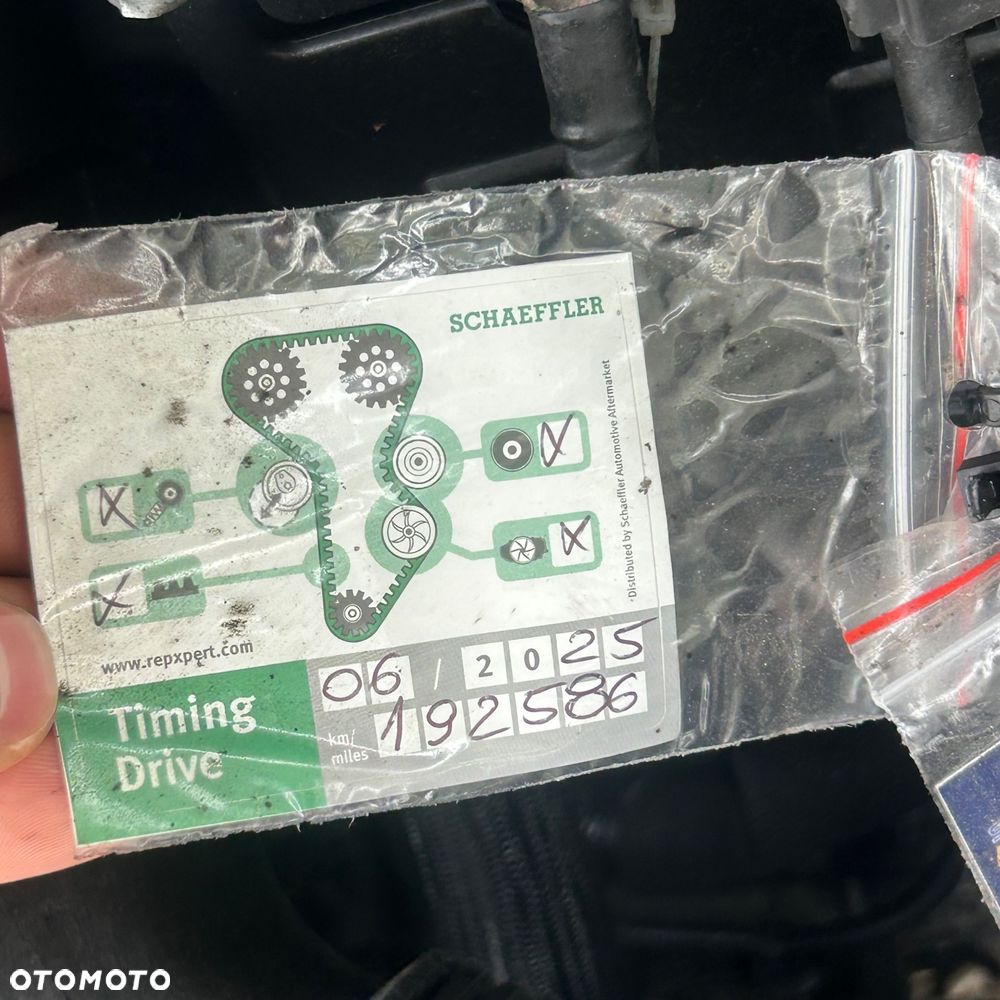 SCHAEFFLER
*Distributed by Schaeffler Automotive Aftermarket
www.repxpert.com
06 / 2025
Timing
Drive
km/
miles
192586
OTOMOTO